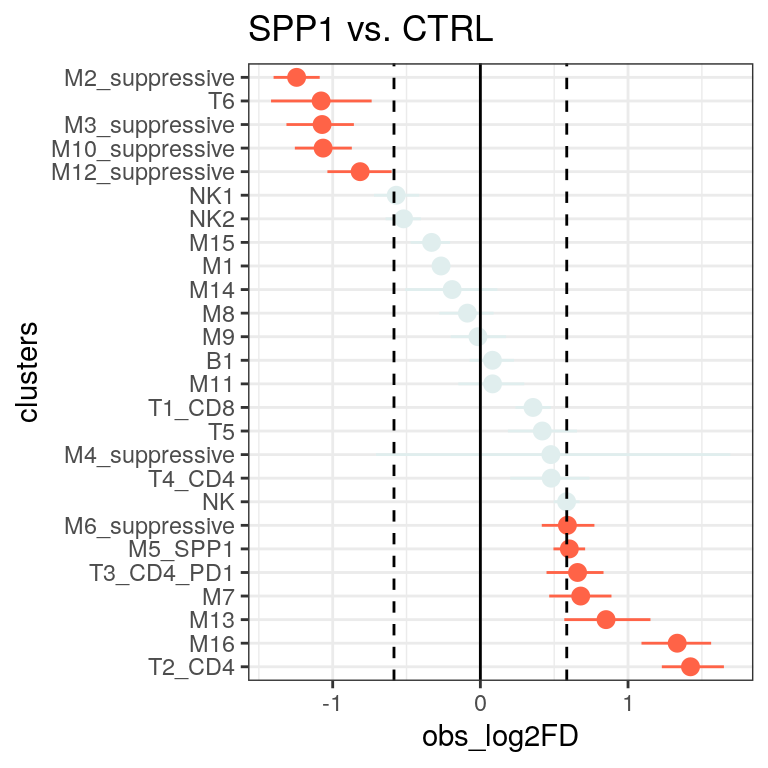 SPP1 vs. CTRL
clusters
M2_suppressive
T6
M3_suppressive
M10_suppressive
M12_suppressive
NK1
NK2
M15
M1
M14
M8
M9
B1
M11
T1_CD8
T5
M4_suppressive
T4_CD4
NK
M6_suppressive
M5_SPP1
T3_CD4_PD1
M7
M13
M16
T2_CD4
-1 0 1
obs_log2FD